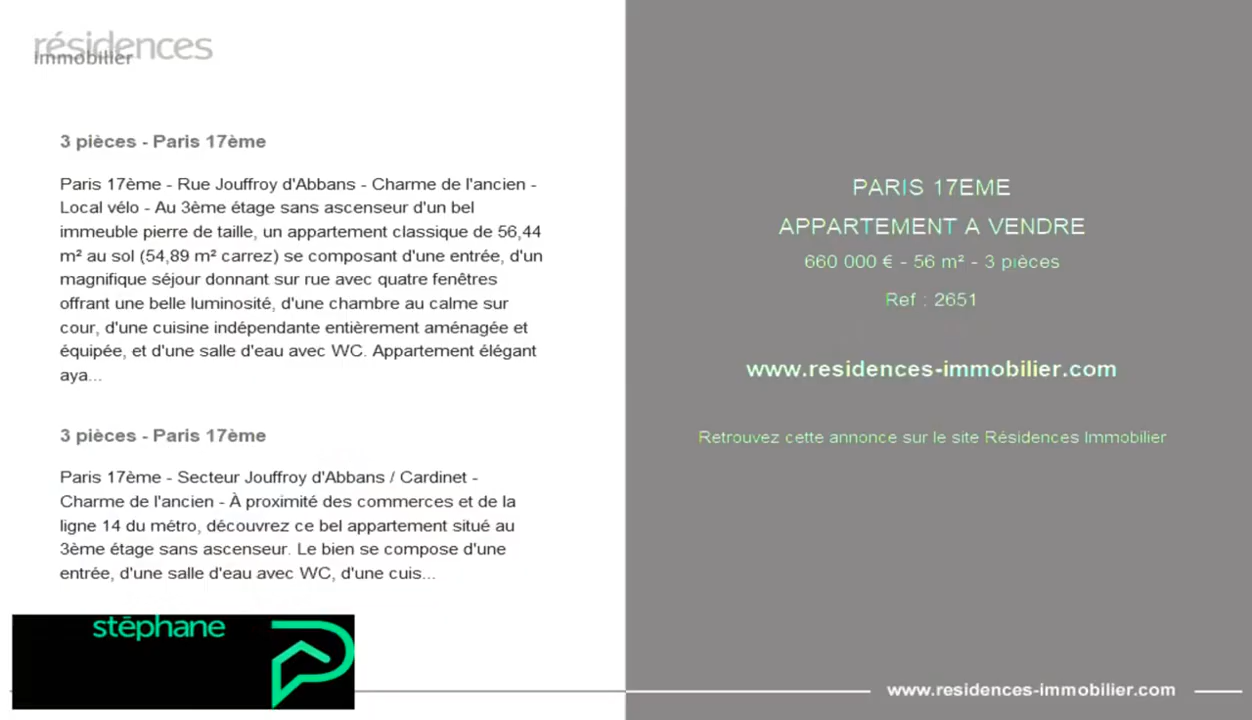 résidences
immobilier
3 pièces - Paris 17ème
Paris 17ème - Rue Jouffroy d'Abbans - Charme de l'ancien -
Local vélo - Au 3ème étage sans ascenseur d'un bel
immeuble pierre de taille, un appartement classique de 56,44
m² au sol (54,89 m² carrez) se composant d'une entrée, d'un
magnifique séjour donnant sur rue avec quatre fenêtres
offrant une belle luminosité, d'une chambre au calme sur
cour, d'une cuisine indépendante entièrement aménagée et
équipée, et d'une salle d'eau avec WC. Appartement élégant
aya...
3 pièces - Paris 17ème
Paris 17ème - Secteur Jouffroy d'Abbans / Cardinet -
Charme de l'ancien - À proximité des commerces et de la
ligne 14 du métro, découvrez ce bel appartement situé au
3ème étage sans ascenseur. Le bien se compose d'une
entrée, d'une salle d'eau avec WC, d'une cuis...
stéphane
PARIS 17EME
APPARTEMENT A VENDRE
660 000 € - 56 m² - 3 pièces
Ref : 2651
www.residences-immobilier.com
Retrouvez cette annonce sur le site Résidences Immobilier
www.residences-immobilier.com